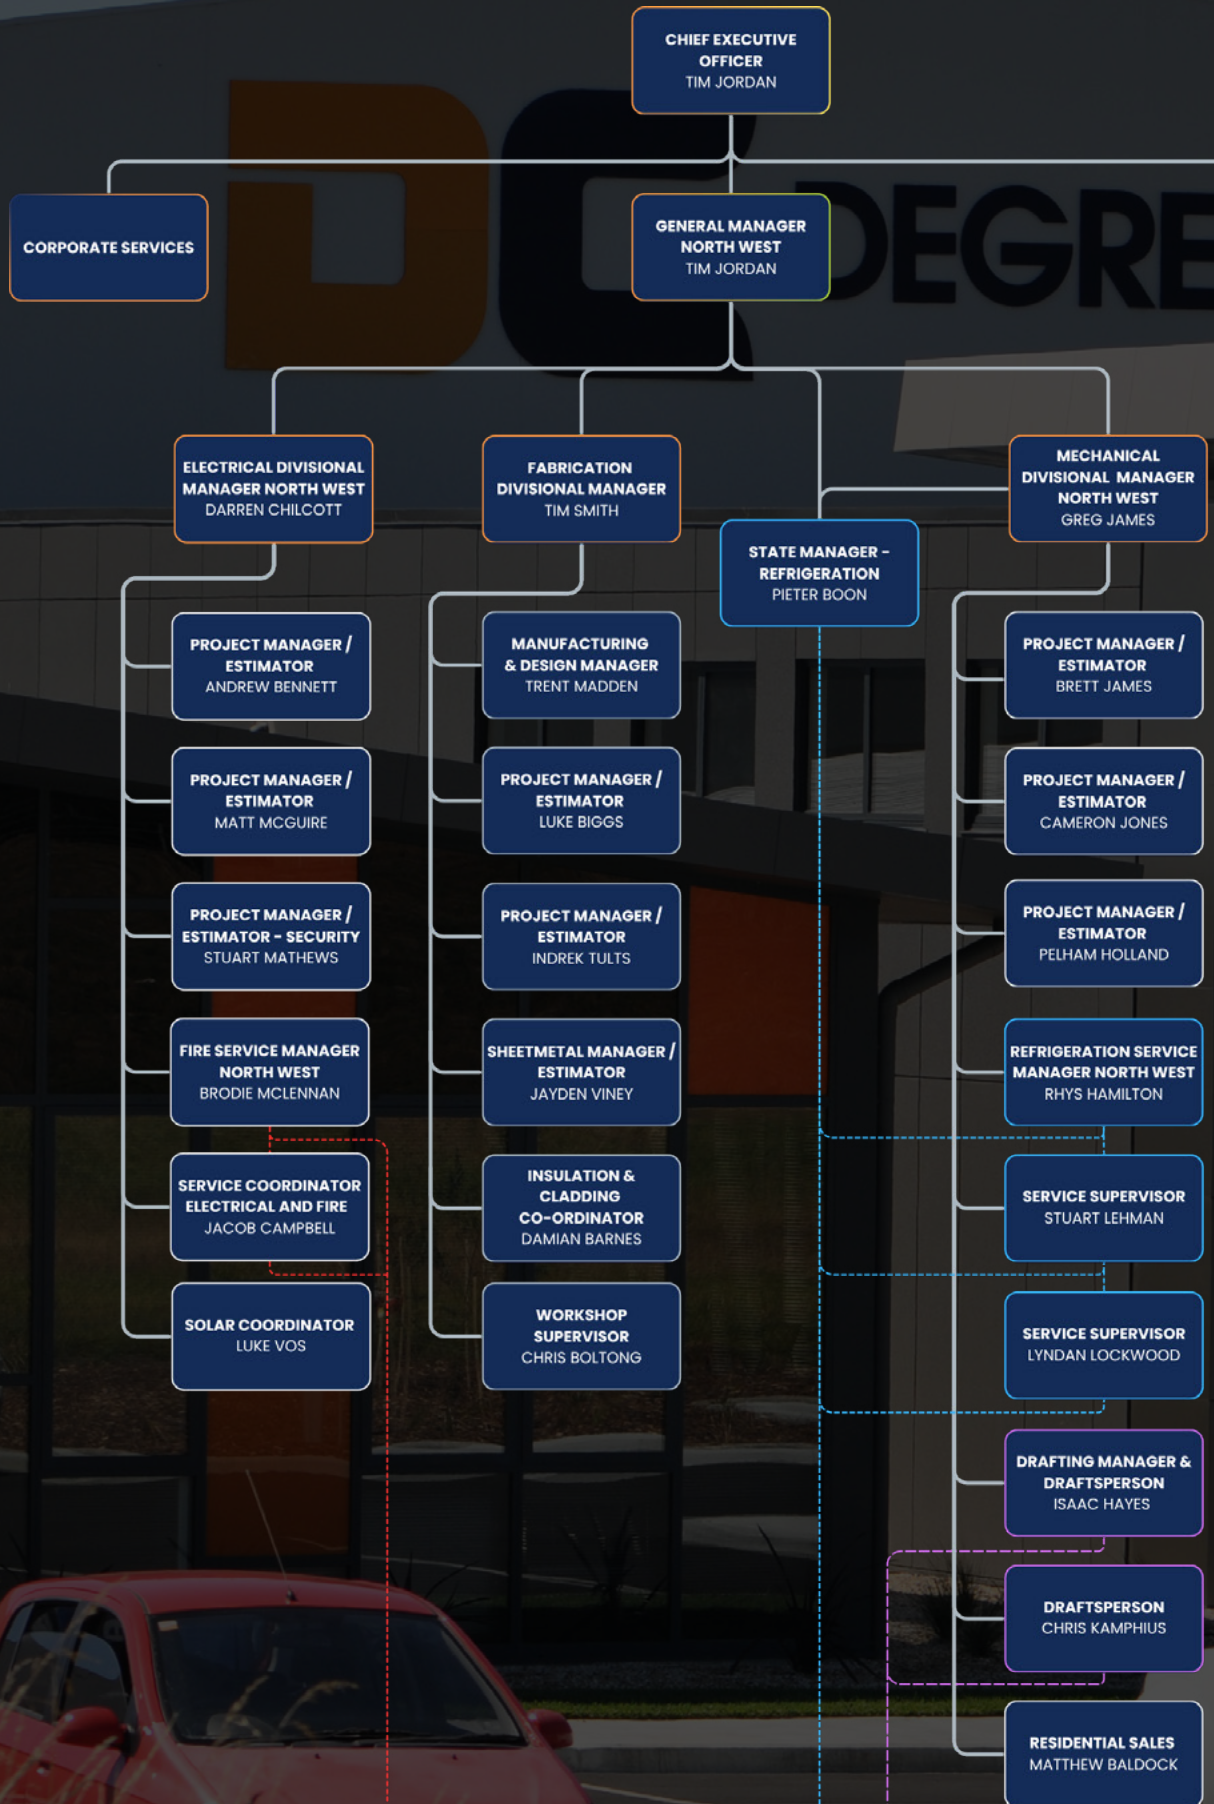 CHIEF EXECUTIVE
OFFICER
TIM JORDAN
DC DEGRE
CORPORATE SERVICES
GENERAL MANAGER
NORTH WEST
TIM JORDAN
ELECTRICAL DIVISIONAL
MANAGER NORTH WEST
DARREN CHILCOTT
FABRICATION
DIVISIONAL MANAGER
TIM SMITH
STATE MANAGER -
REFRIGERATION
PIETER BOON
MECHANICAL
DIVISIONAL MANAGER
NORTH WEST
GREG JAMES
PROJECT MANAGER /
ESTIMATOR
ANDREW BENNETT
PROJECT MANAGER /
ESTIMATOR
MATT MCGUIRE
PROJECT MANAGER /
ESTIMATOR - SECURITY
STUART MATHEWS
FIRE SERVICE MANAGER
NORTH WEST
BRODIE MCLENNAN
SERVICE COORDINATOR
ELECTRICAL AND FIRE
JACOB CAMPBELL
SOLAR COORDINATOR
LUKE VOS
MANUFACTURING
& DESIGN MANAGER
TRENT MADDEN
PROJECT MANAGER /
ESTIMATOR
LUKE BIGGS
PROJECT MANAGER /
ESTIMATOR
INDREK TULTS
SHEETMETAL MANAGER /
ESTIMATOR
JAYDEN VINEY
INSULATION &
CLADDING
CO-ORDINATOR
DAMIAN BARNES
WORKSHOP
SUPERVISOR
CHRIS BOLTONG
PROJECT MANAGER /
ESTIMATOR
BRETT JAMES
PROJECT MANAGER /
ESTIMATOR
CAMERON JONES
PROJECT MANAGER /
ESTIMATOR
PELHAM HOLLAND
REFRIGERATION SERVICE
MANAGER NORTH WEST
RHYS HAMILTON
SERVICE SUPERVISOR
STUART LEHMAN
SERVICE SUPERVISOR
LYNDAN LOCKWOOD
DRAFTING MANAGER &
DRAFTSPERSON
ISAAC HAYES
DRAFTSPERSON
CHRIS KAMPHIUS
RESIDENTIAL SALES
MATTHEW BALDOCK